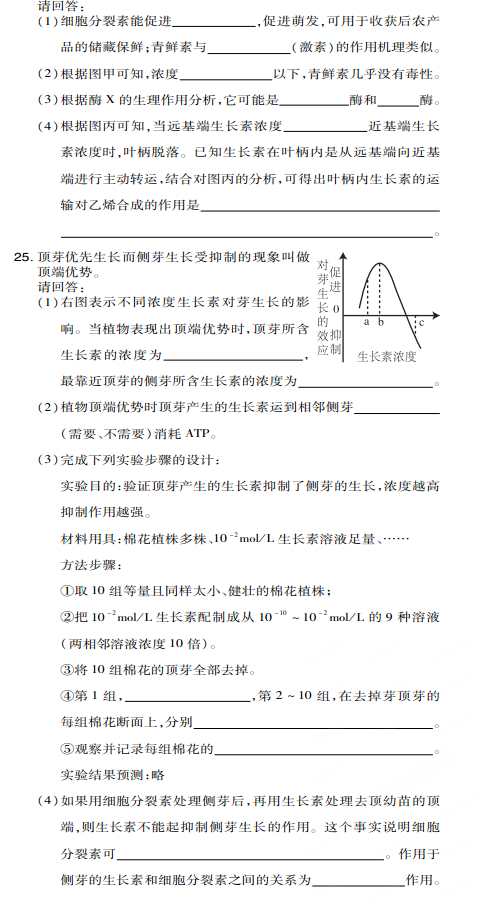 请回答:
(1)细胞分裂素能促进____________,促进萌发,可用于收获后农产
品的储藏保鲜;青鲜素与____________(激素)的作用机理类似。
(2)根据图甲可知,浓度____________以下,青鲜素几乎没有毒性。
(3)根据酶 X 的生理作用分析,它可能是__________酶和______酶。
(4)根据图丙可知,当远基端生长素浓度____________近基端生长
素浓度时,叶柄脱落。已知生长素在叶柄内是从远基端向近基
端进行主动转运,结合对图丙的分析,可得出叶柄内生长素的运
输对乙烯合成的作用是____________
____________。
25. 顶芽优先生长而侧芽生长受抑制的现象叫做
顶端优势。
请回答:
(1)右图表示不同浓度生长素对芽生长的影
响。当植物表现出顶端优势时,顶芽所含
生长素的浓度为____________,
最靠近顶芽的侧芽所含生长素的浓度为____________。
对芽生长的效应
促进
0
抑制
a b c
生长素浓度
(2)植物顶端优势时顶芽产生的生长素运到相邻侧芽____________
(需要、不需要)消耗 ATP。
(3)完成下列实验步骤的设计:
实验目的:验证顶芽产生的生长素抑制了侧芽的生长,浓度越高
抑制作用越强。
材料用具:棉花植株多株、10⁻²mol/L 生长素溶液足量、……
方法步骤:
①取 10 组等量且同样大小、健壮的棉花植株;
②把 10⁻²mol/L 生长素配制成从 10⁻¹⁰ ~ 10⁻²mol/L 的 9 种溶液
(两相邻溶液浓度 10 倍)。
③将 10 组棉花的顶芽全部去掉。
④第 1 组,____________,第 2 ~ 10 组,在去掉芽顶芽的
每组棉花断面上,分别____________。
⑤观察并记录每组棉花的____________。
实验结果预测:略
(4)如果用细胞分裂素处理侧芽后,再用生长素处理去顶幼苗的顶
端,则生长素不能起抑制侧芽生长的作用。这个事实说明细胞
分裂素可____________。作用于
侧芽的生长素和细胞分裂素之间的关系为____________作用。